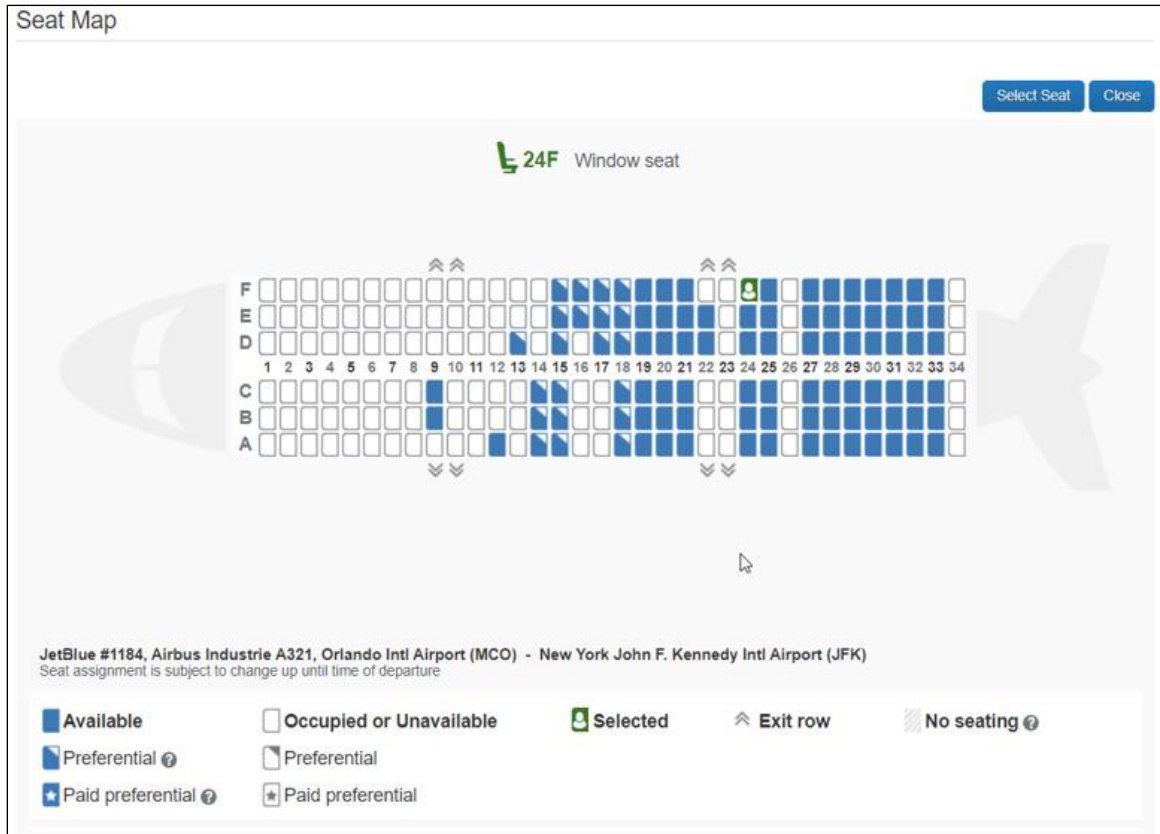 Seat Map
Select Seat Close
24F Window seat
F
E
D
1 2 3 4 5 6 7 8 9 10 11 12 13 14 15 16 17 18 19 20 21 22 23 24 25 26 27 28 29 30 31 32 33 34
C
B
A
JetBlue #1184, Airbus Industrie A321, Orlando Intl Airport (MCO) - New York John F. Kennedy Intl Airport (JFK)
Seat assignment is subject to change up until time of departure
Available Occupied or Unavailable Selected Exit row No seating ?
Preferential ? Preferential
Paid preferential ? Paid preferential